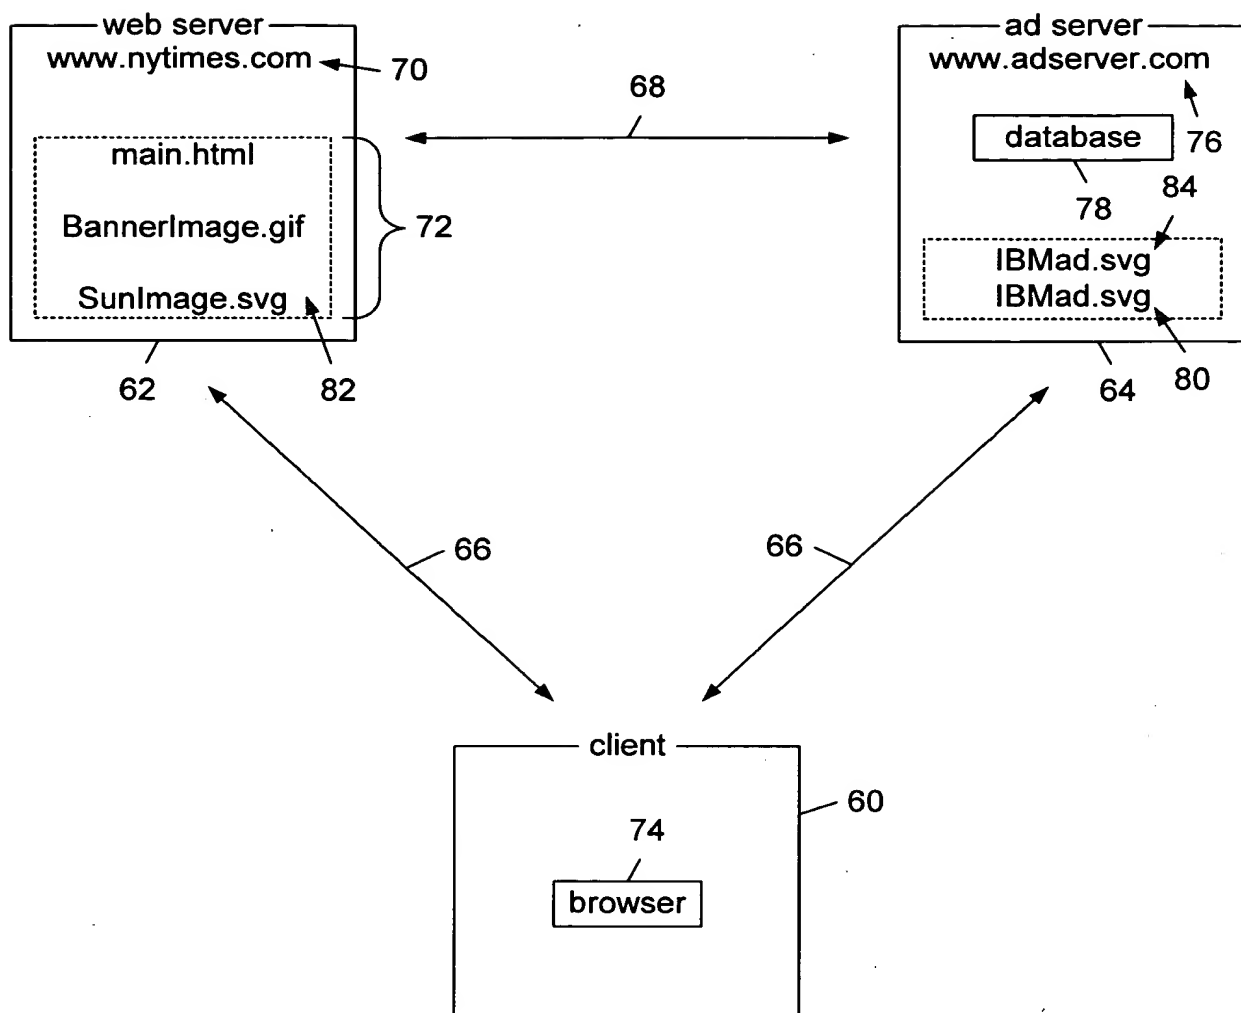 web server
www.nytimes.com
70
main.html
BannerImage.gif
72
SunImage.svg
62
82
68
ad server
www.adserver.com
76
database
78
84
IBMad.svg
IBMad.svg
64
80
66
66
client
60
74
browser